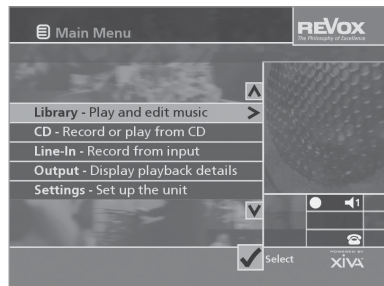 Main Menu
REVOX
The Philosophy of Excellence
Library - Play and edit music
CD - Record or play from CD
Line-In - Record from input
Output - Display playback details
Settings - Set up the unit
1
Select
POWERED BY
XIVA